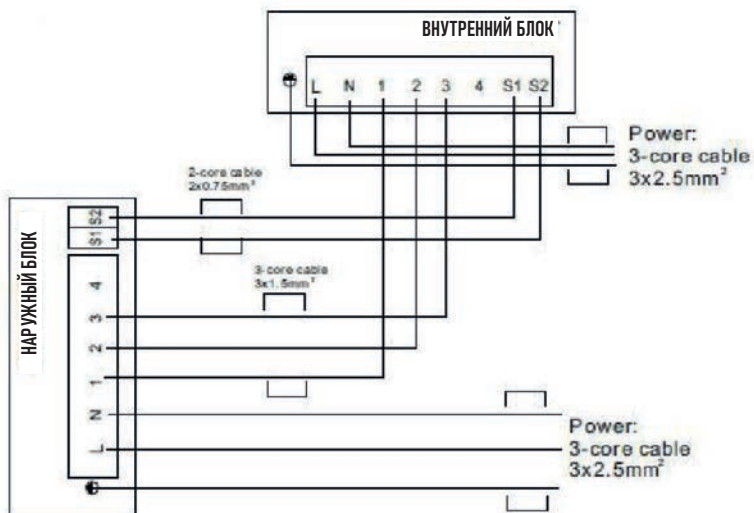 ВНУТРЕННИЙ БЛОК
L N 1 2 3 4 S1 S2
Power:
3-core cable
3x2.5mm²
2-core cable
2x0.75mm²
НАРУЖНЫЙ БЛОК
S2
S1
3-core cable
3x1.5mm²
4
3
2
1
N
L
Power:
3-core cable
3x2.5mm²